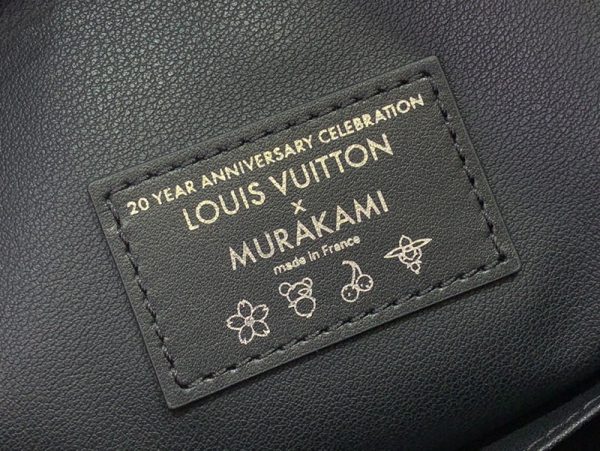 20 YEAR ANNIVERSARY CELEBRATION
LOUIS VUITTON
x
MURAKAMI
made in France